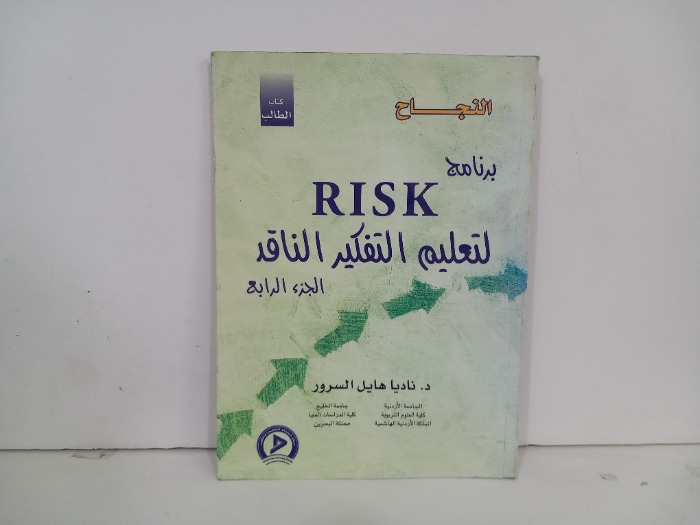 كتاب
الطالب
النجاح
برنامج
RISK
لتعليم التفكير الناقد
الجزء الرابع
د. ناديا هايل السرور
الجامعة الأردنية
كلية العلوم التربوية
المملكة الأردنية الهاشمية
جامعة الخليج
كلية الدراسات العليا
مملكة البحرين